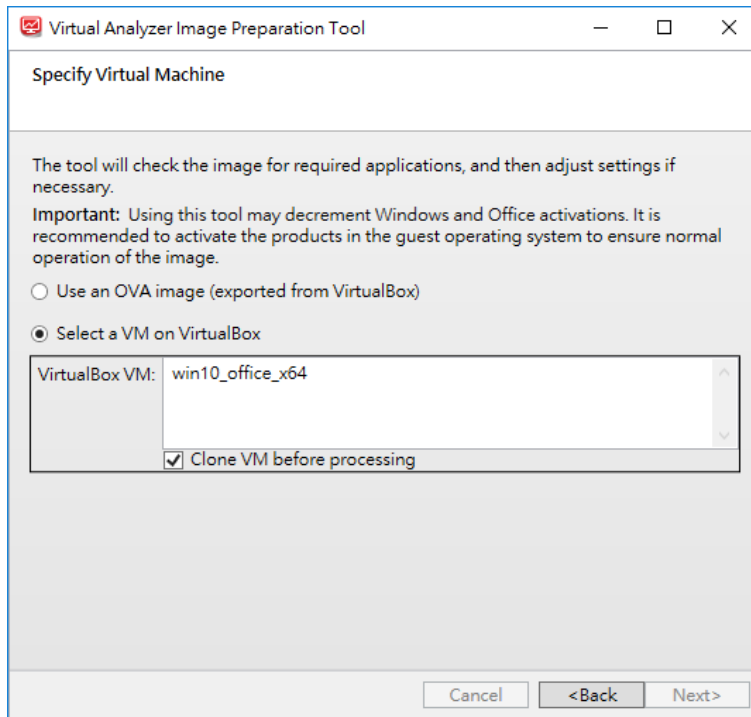 Virtual Analyzer Image Preparation Tool
Specify Virtual Machine
The tool will check the image for required applications, and then adjust settings if
necessary.
Important: Using this tool may decrement Windows and Office activations. It is
recommended to activate the products in the guest operating system to ensure normal
operation of the image.
Use an OVA image (exported from VirtualBox)
Select a VM on VirtualBox
VirtualBox VM: win10_office_x64
Clone VM before processing
Cancel <Back Next>